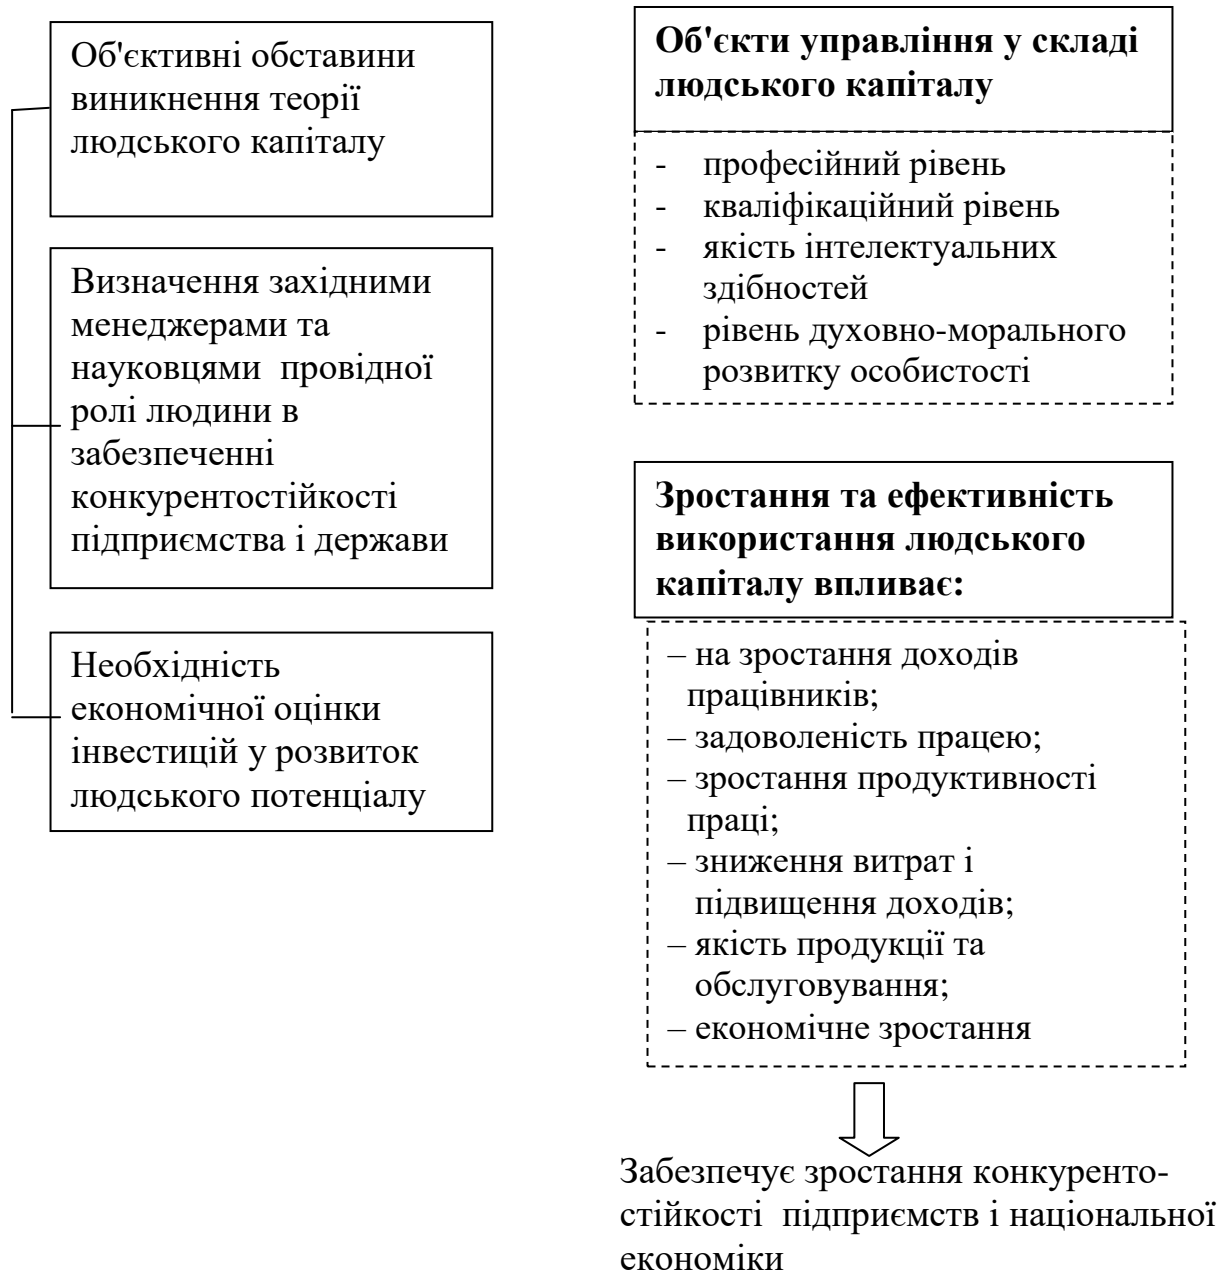 Об'єктивні обставини
виникнення теорії
людського капіталу
Визначення західними
менеджерами та
науковцями провідної
ролі людини в
забезпеченні
конкурентостійкості
підприємства і держави
Необхідність
економічної оцінки
інвестицій у розвиток
людського потенціалу
Об'єкти управління у складі
людського капіталу
- професійний рівень
- кваліфікаційний рівень
- якість інтелектуальних
здібностей
- рівень духовно-морального
розвитку особистості
Зростання та ефективність
використання людського
капіталу впливає:
– на зростання доходів
працівників;
– задоволеність працею;
– зростання продуктивності
праці;
– зниження витрат і
підвищення доходів;
– якість продукції та
обслуговування;
– економічне зростання
Забезпечує зростання конкуренто-
стійкості підприємств і національної
економіки